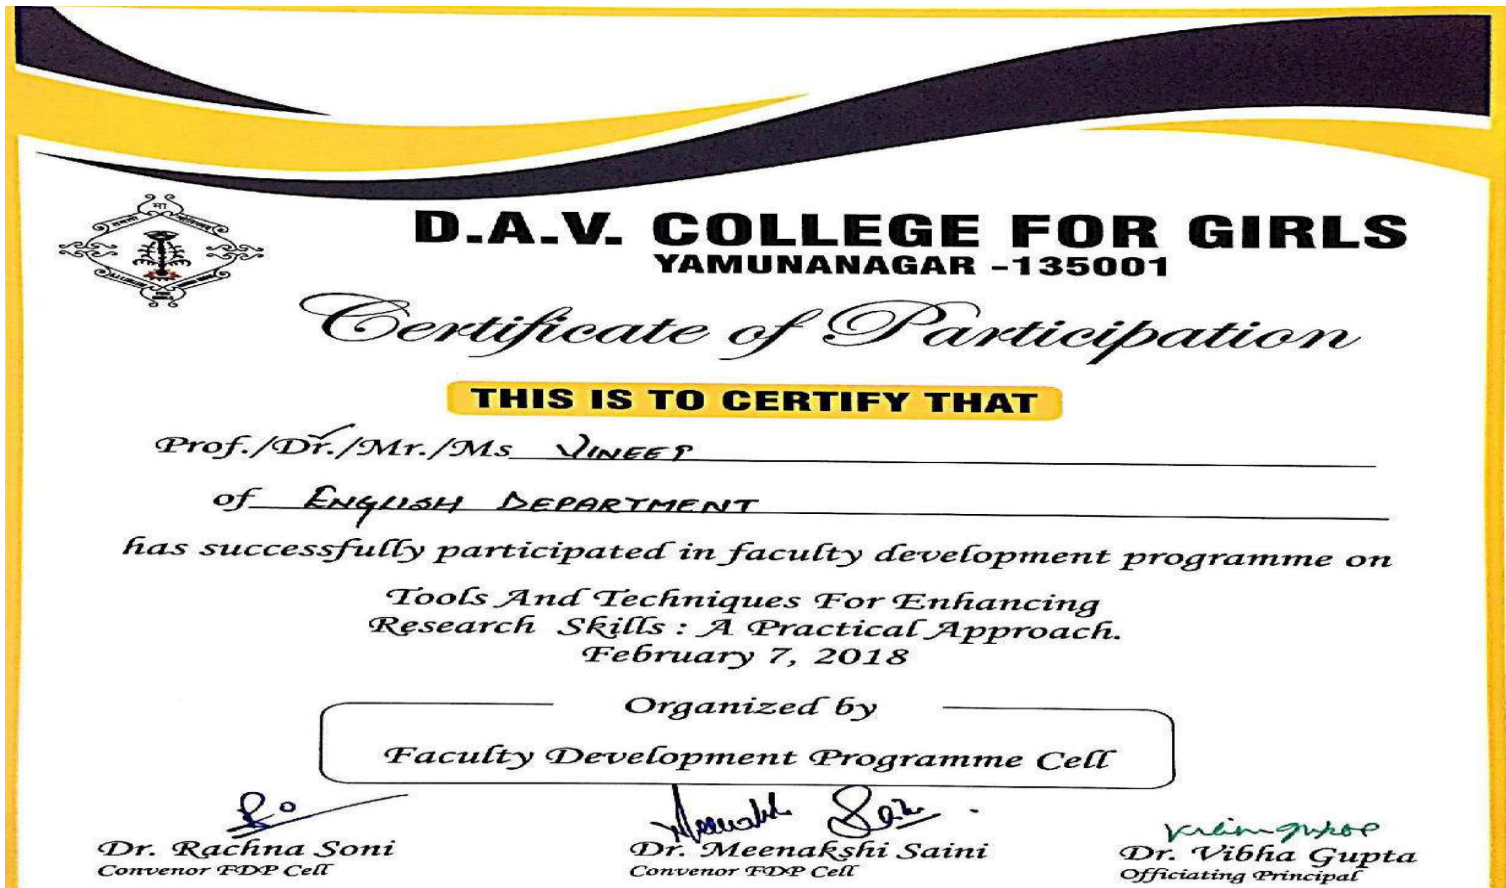 मा
D.A.V. COLLEGE FOR GIRLS
YAMUNANAGAR -135001
Certificate of Participation
THIS IS TO CERTIFY THAT
Prof./Dr./Mr./Ms VINEET
of ENGLISH DEPARTMENT
has successfully participated in faculty development programme on
Tools And Techniques For Enhancing
Research Skills : A Practical Approach.
February 7, 2018
Organized by
Faculty Development Programme Cell
Dr. Rachna Soni
Convenor FDP Cell
Dr. Meenakshi Saini
Convenor FDP Cell
Dr. Vibha Gupta
Officiating Principal